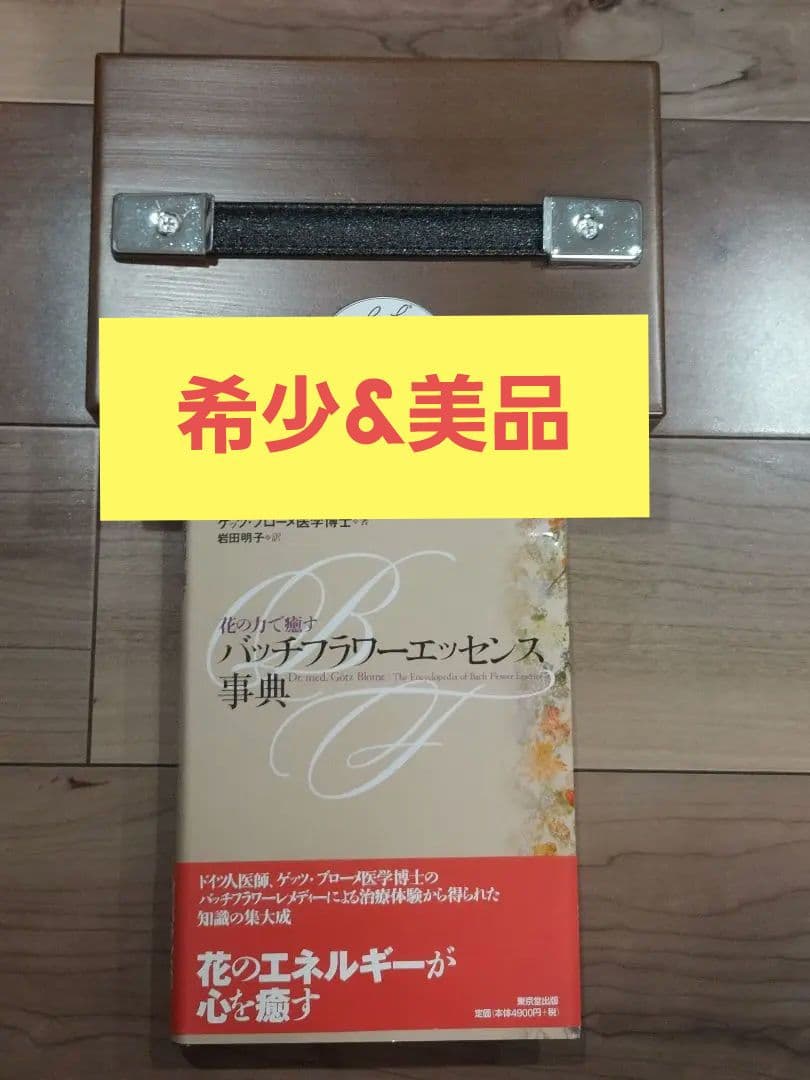 希少&美品
ゲッツ・ブローメ医学博士・著
岩田明子・訳
花の力で癒す
バッチフラワーエッセンス
事典
Dr. med. Götz Blome The Encyclopedia of Bach Flower Essences
ドイツ人医師、ゲッツ・ブローメ医学博士の
バッチフラワーレメディーによる治療体験から得られた
知識の集大成
花のエネルギーが
心を癒す
東京堂出版
定価(本体4900円+税)